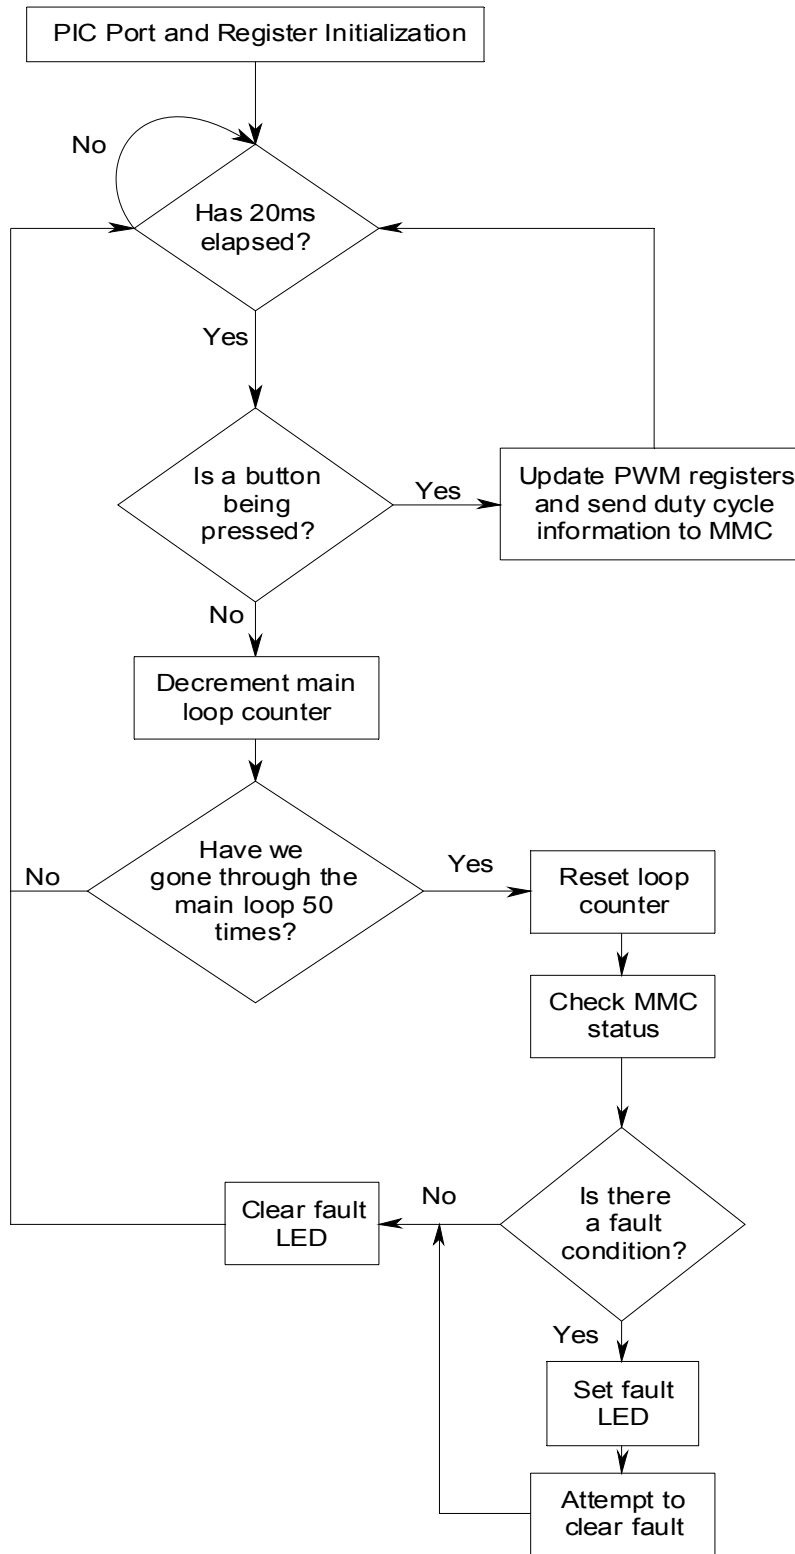 PIC Port and Register Initialization
No
Has 20ms
elapsed?
Yes
Is a button
being
pressed?
Yes
Update PWM registers
and send duty cycle
information to MMC
No
Decrement main
loop counter
Have we
gone through the
main loop 50
times?
No
Yes
Reset loop
counter
Check MMC
status
Is there
a fault
condition?
No
Clear fault
LED
Yes
Set fault
LED
Attempt to
clear fault